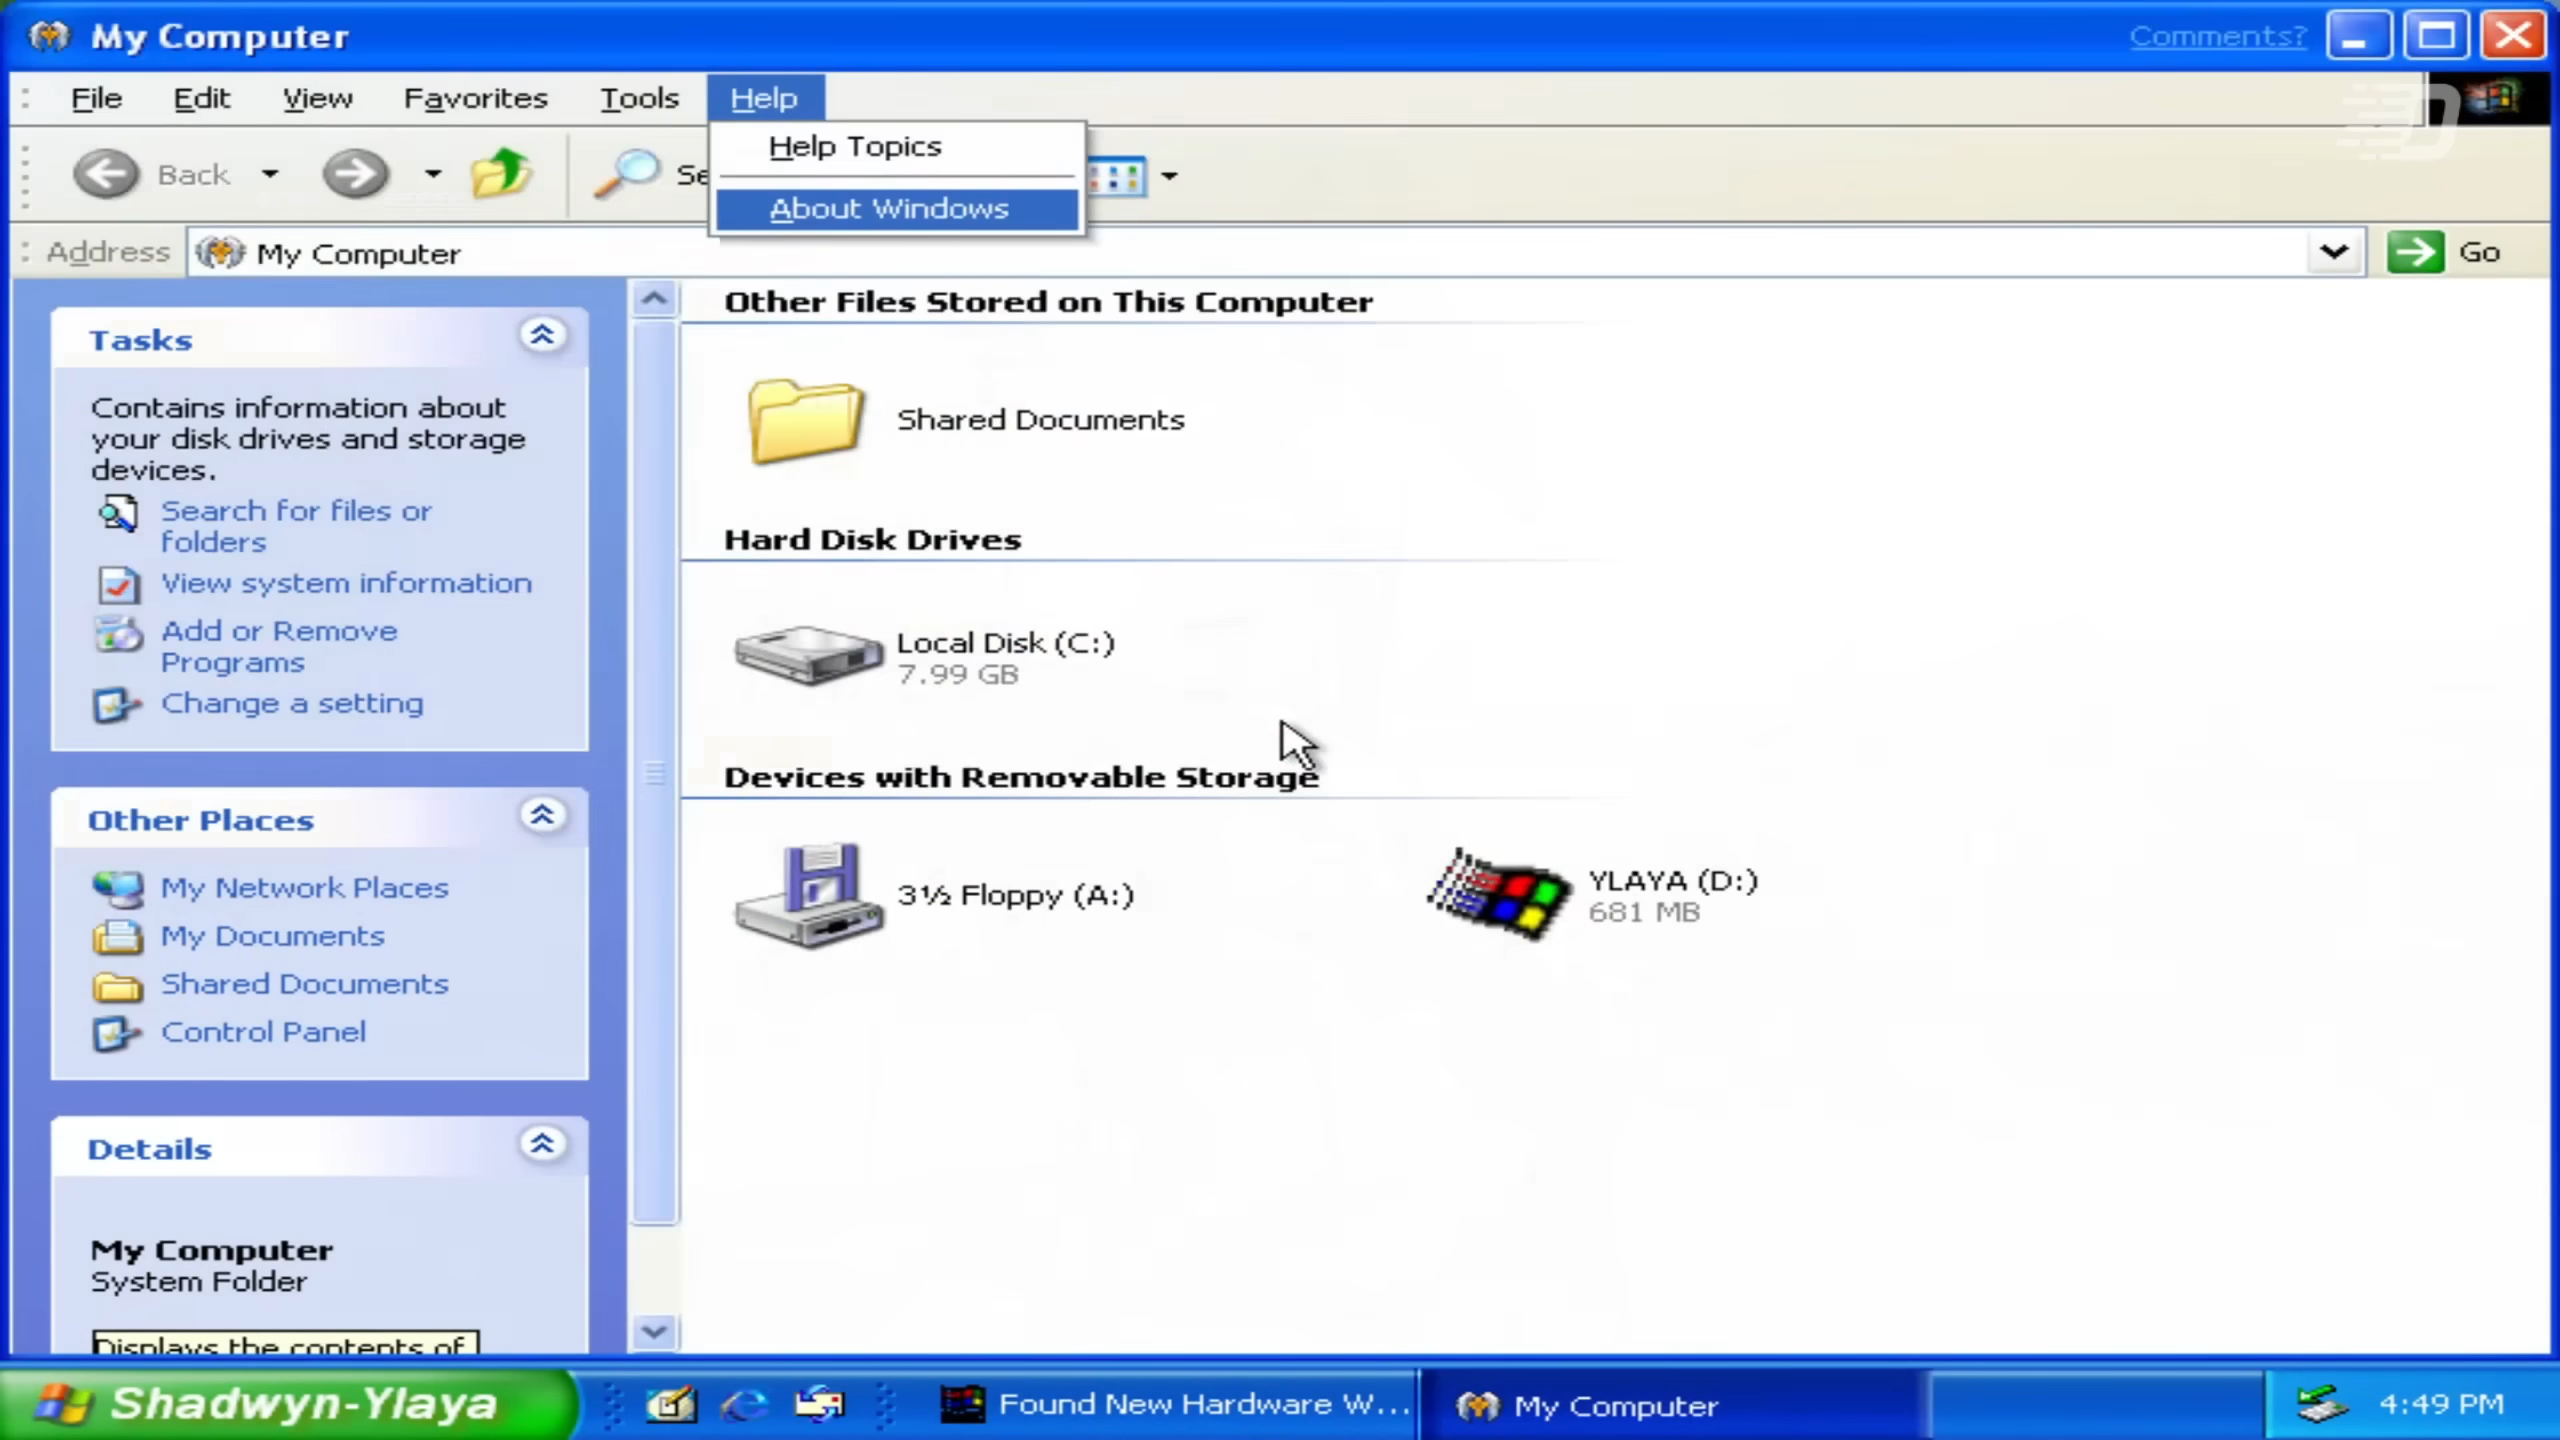 My Computer
Comments?
File Edit View Favorites Tools Help
Help Topics
Back
Se
About Windows
Address My Computer
Go
Tasks
Contains information about
your disk drives and storage
devices.
Search for files or
folders
View system information
Add or Remove
Programs
Change a setting
Other Places
My Network Places
My Documents
Shared Documents
Control Panel
Details
My Computer
System Folder
Displays the contents of
Other Files Stored on This Computer
Shared Documents
Hard Disk Drives
Local Disk (C:)
7.99 GB
Devices with Removable Storage
3½ Floppy (A:)
YLAYA (D:)
681 MB
Shadwyn-Ylaya
Found New Hardware W...
My Computer
4:49 PM